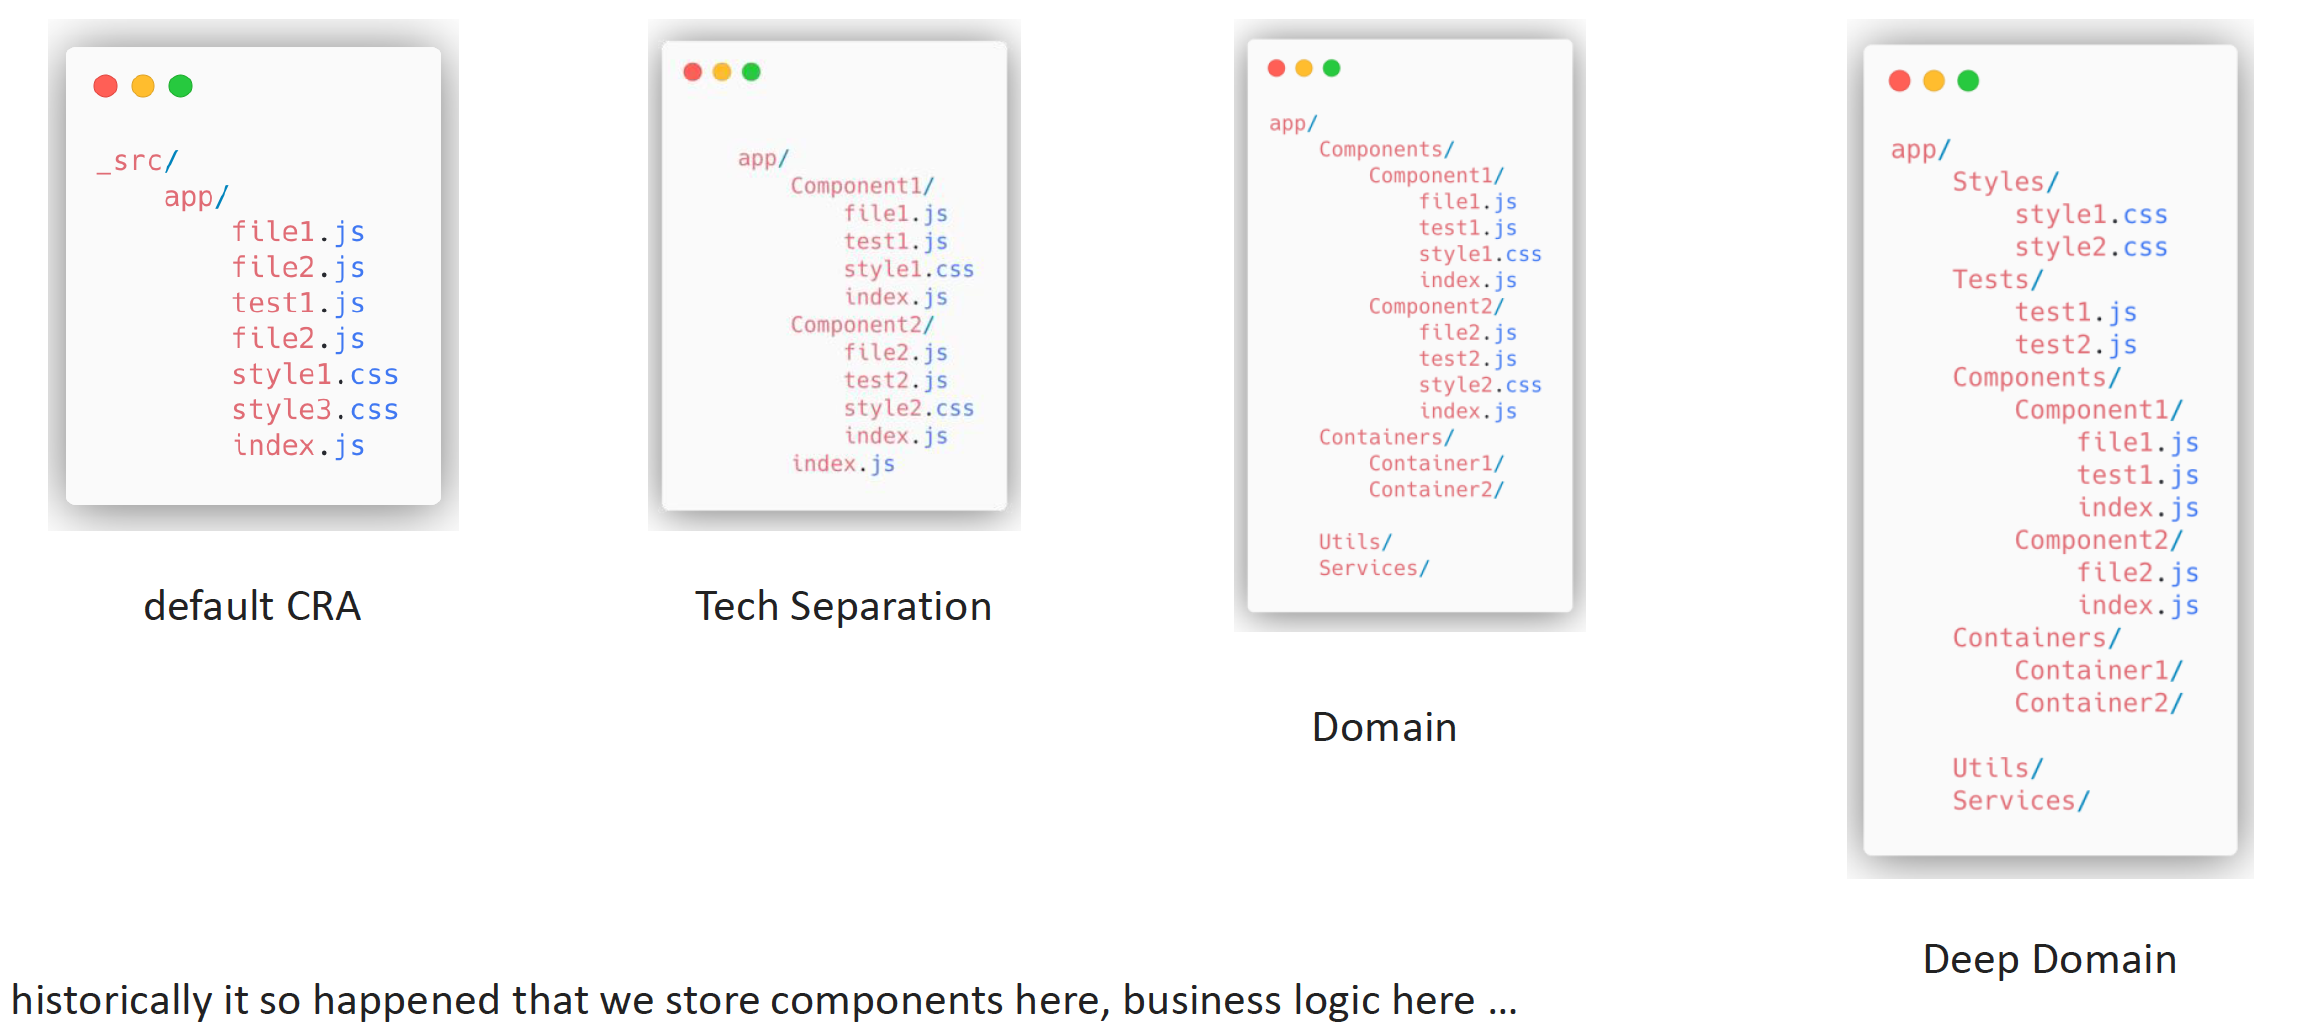 _src/
app/
file1.js
file2.js
test1.js
file2.js
style1.css
style3.css
index.js
default CRA
app/
Component1/
file1.js
test1.js
style1.css
index.js
Component2/
file2.js
test2.js
style2.css
index.js
index.js
Tech Separation
app/
Components/
Component1/
file1.js
test1.js
style1.css
index.js
Component2/
file2.js
test2.js
style2.css
index.js
Containers/
Container1/
Container2/
Utils/
Services/
Domain
app/
Styles/
style1.css
style2.css
Tests/
test1.js
test2.js
Components/
Component1/
file1.js
test1.js
index.js
Component2/
file2.js
index.js
Containers/
Container1/
Container2/
Utils/
Services/
Deep Domain
historically it so happened that we store components here, business logic here ...